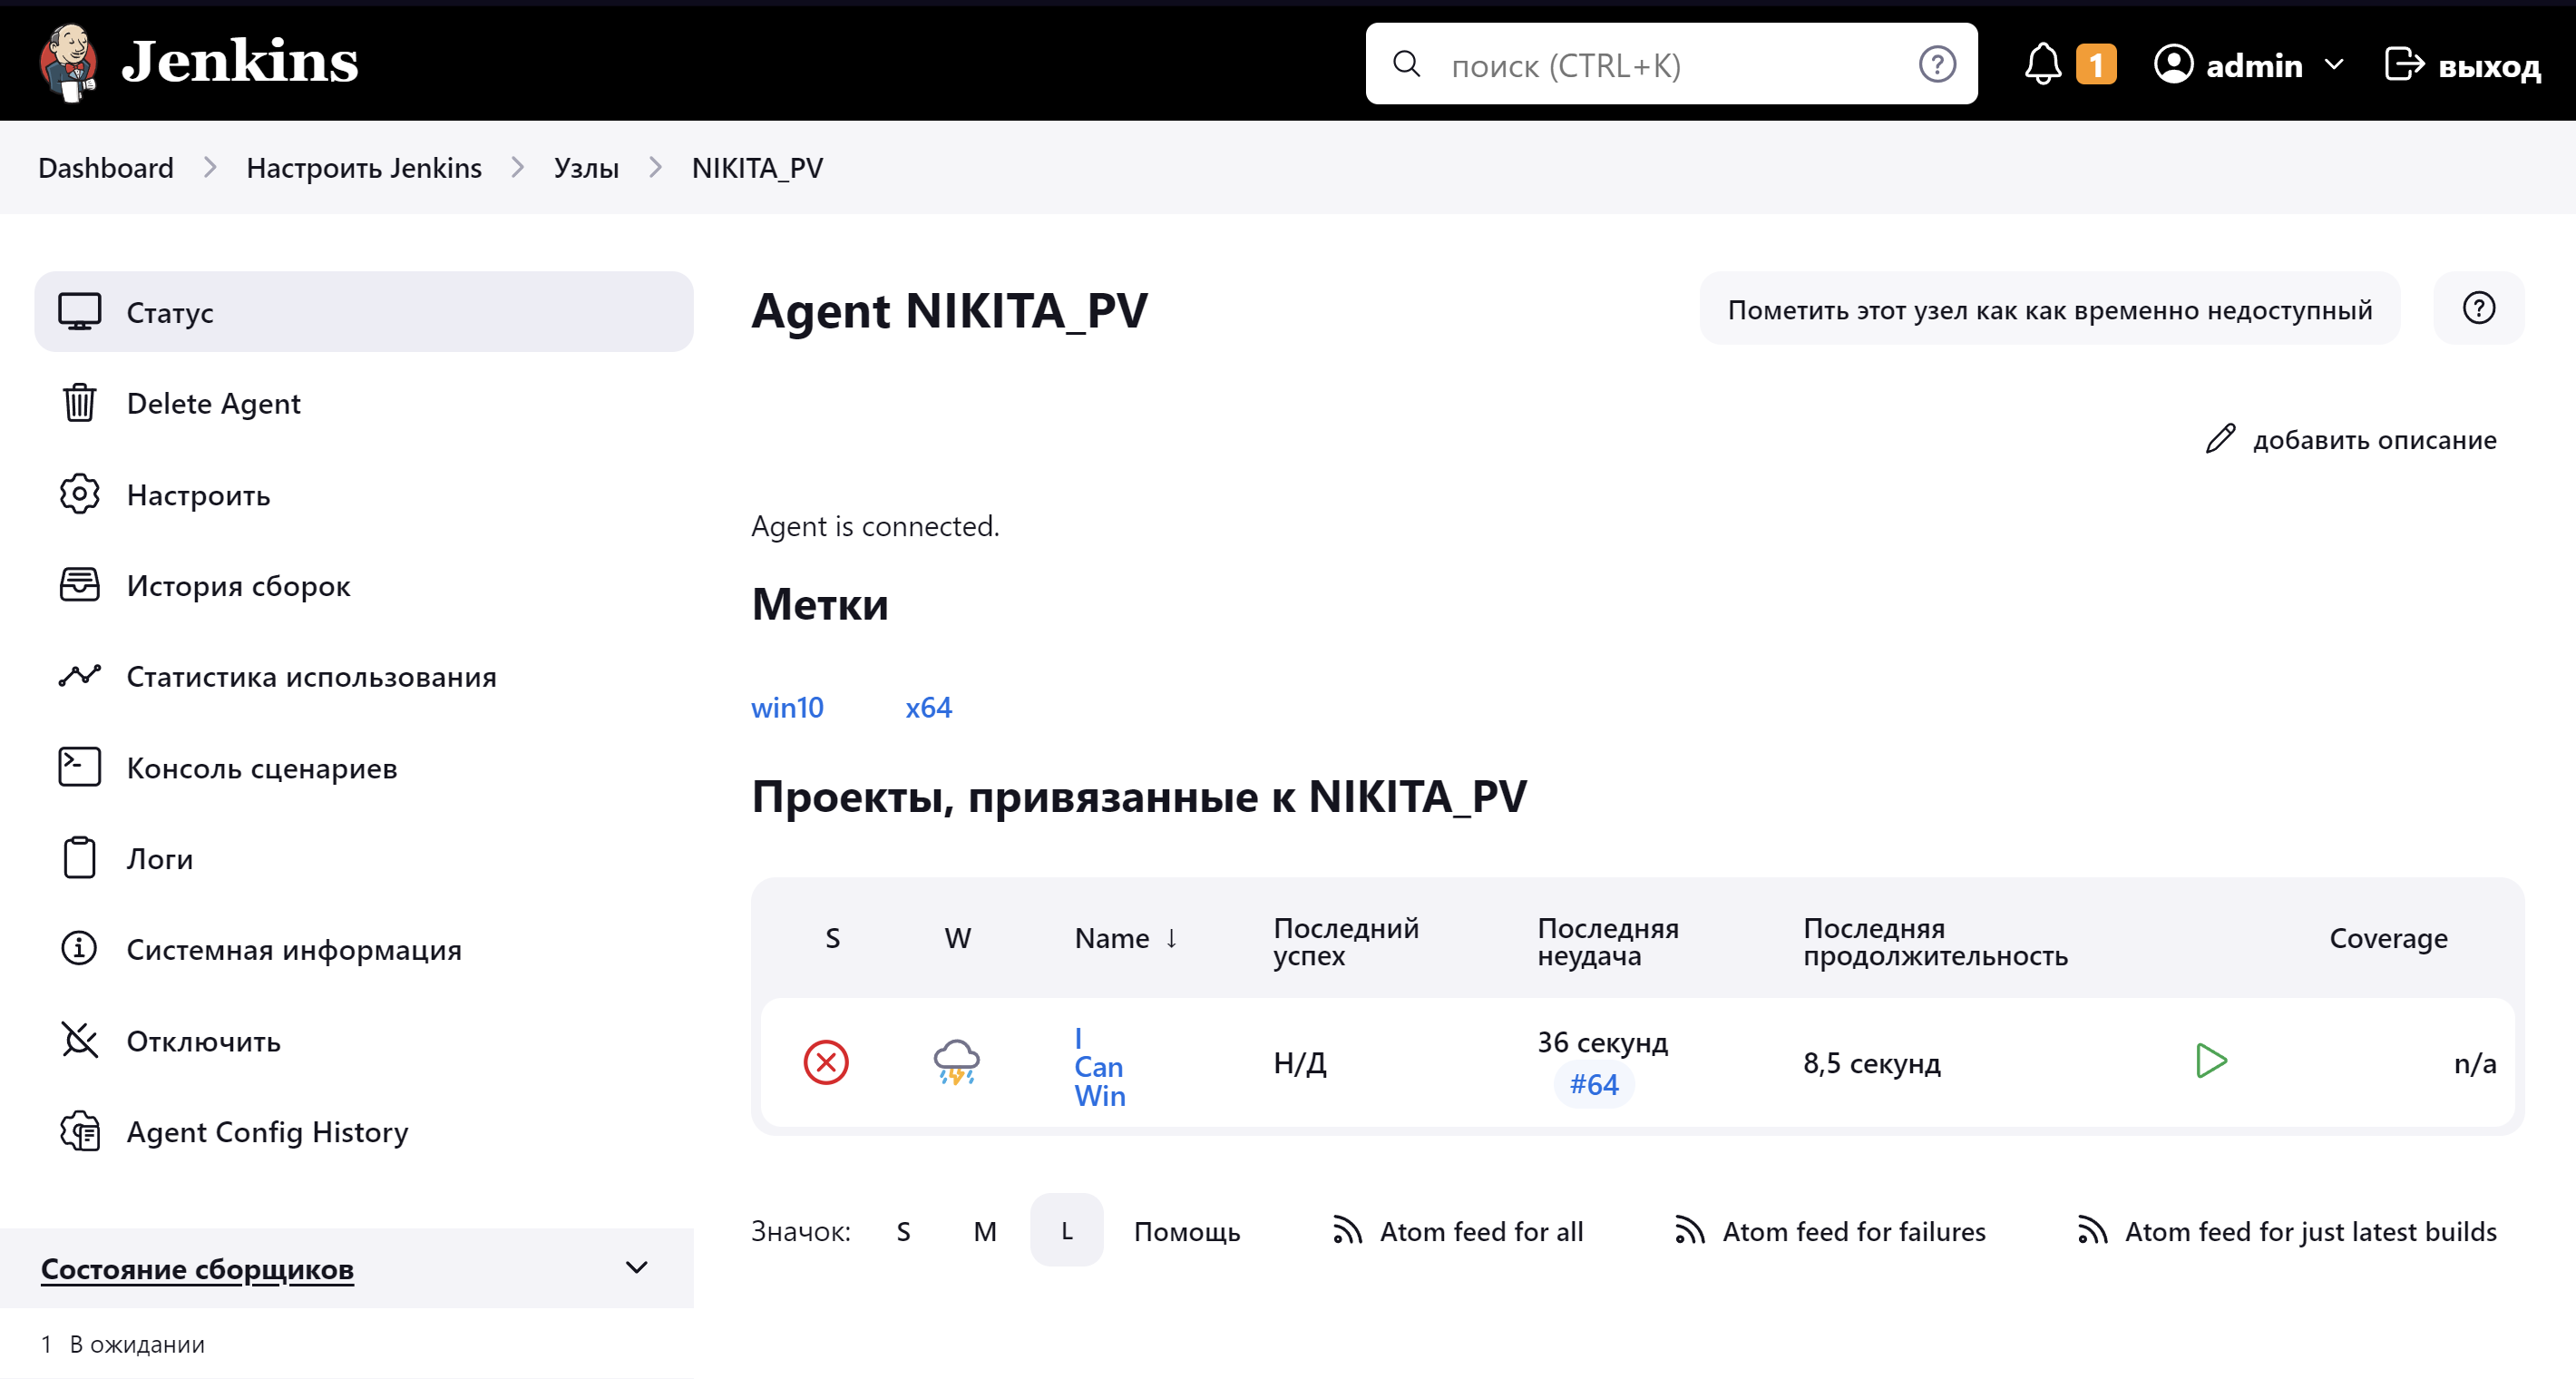 Jenkins
поиск (CTRL+K)
1
admin
выход
Dashboard
Настроить Jenkins
Узлы
NIKITA_PV
Статус
Delete Agent
Настроить
История сборок
Статистика использования
Консоль сценариев
Логи
Системная информация
Отключить
Agent Config History
Состояние сборщиков
1 В ожидании
Agent NIKITA_PV
Пометить этот узел как как временно недоступный
добавить описание
Agent is connected.
Метки
win10 x64
Проекты, привязанные к NIKITA_PV
S W Name ↓ Последний успех Последняя неудача Последняя продолжительность Coverage
I Can Win Н/Д 36 секунд #64 8,5 секунд n/a
Значок: S M L Помощь Atom feed for all Atom feed for failures Atom feed for just latest builds